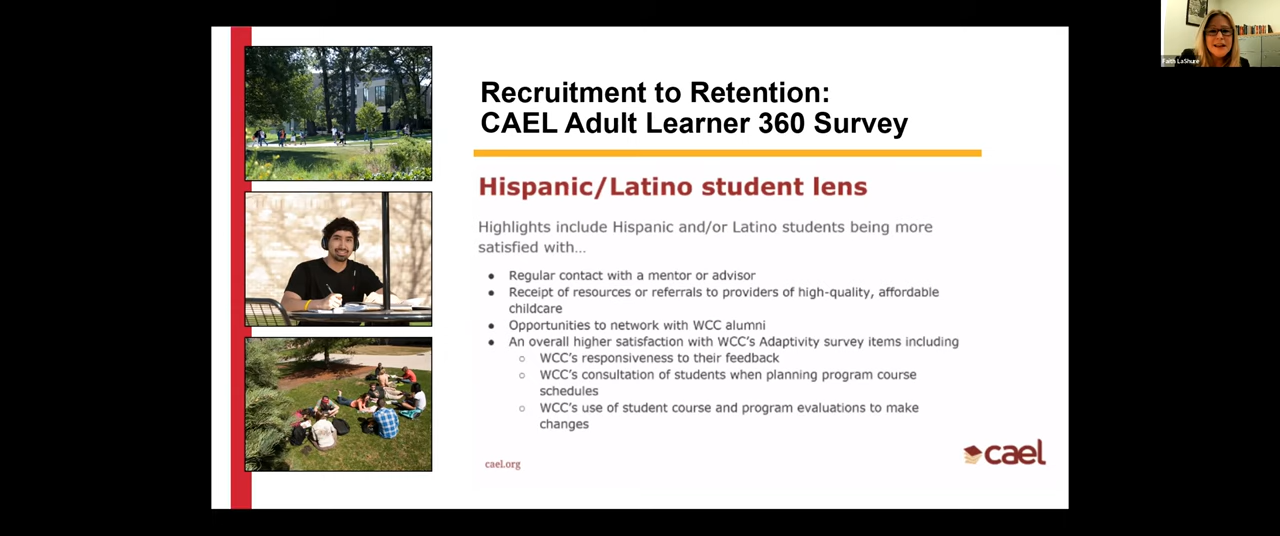 Recruitment to Retention:
CAEL Adult Learner 360 Survey
Hispanic/Latino student lens
Highlights include Hispanic and/or Latino students being more
satisfied with...
● Regular contact with a mentor or advisor
● Receipt of resources or referrals to providers of high-quality, affordable
childcare
● Opportunities to network with WCC alumni
● An overall higher satisfaction with WCC's Adaptivity survey items including
○ WCC's responsiveness to their feedback
○ WCC's consultation of students when planning program course
schedules
○ WCC's use of student course and program evaluations to make
changes
cael.org
cael
Faith LaShure